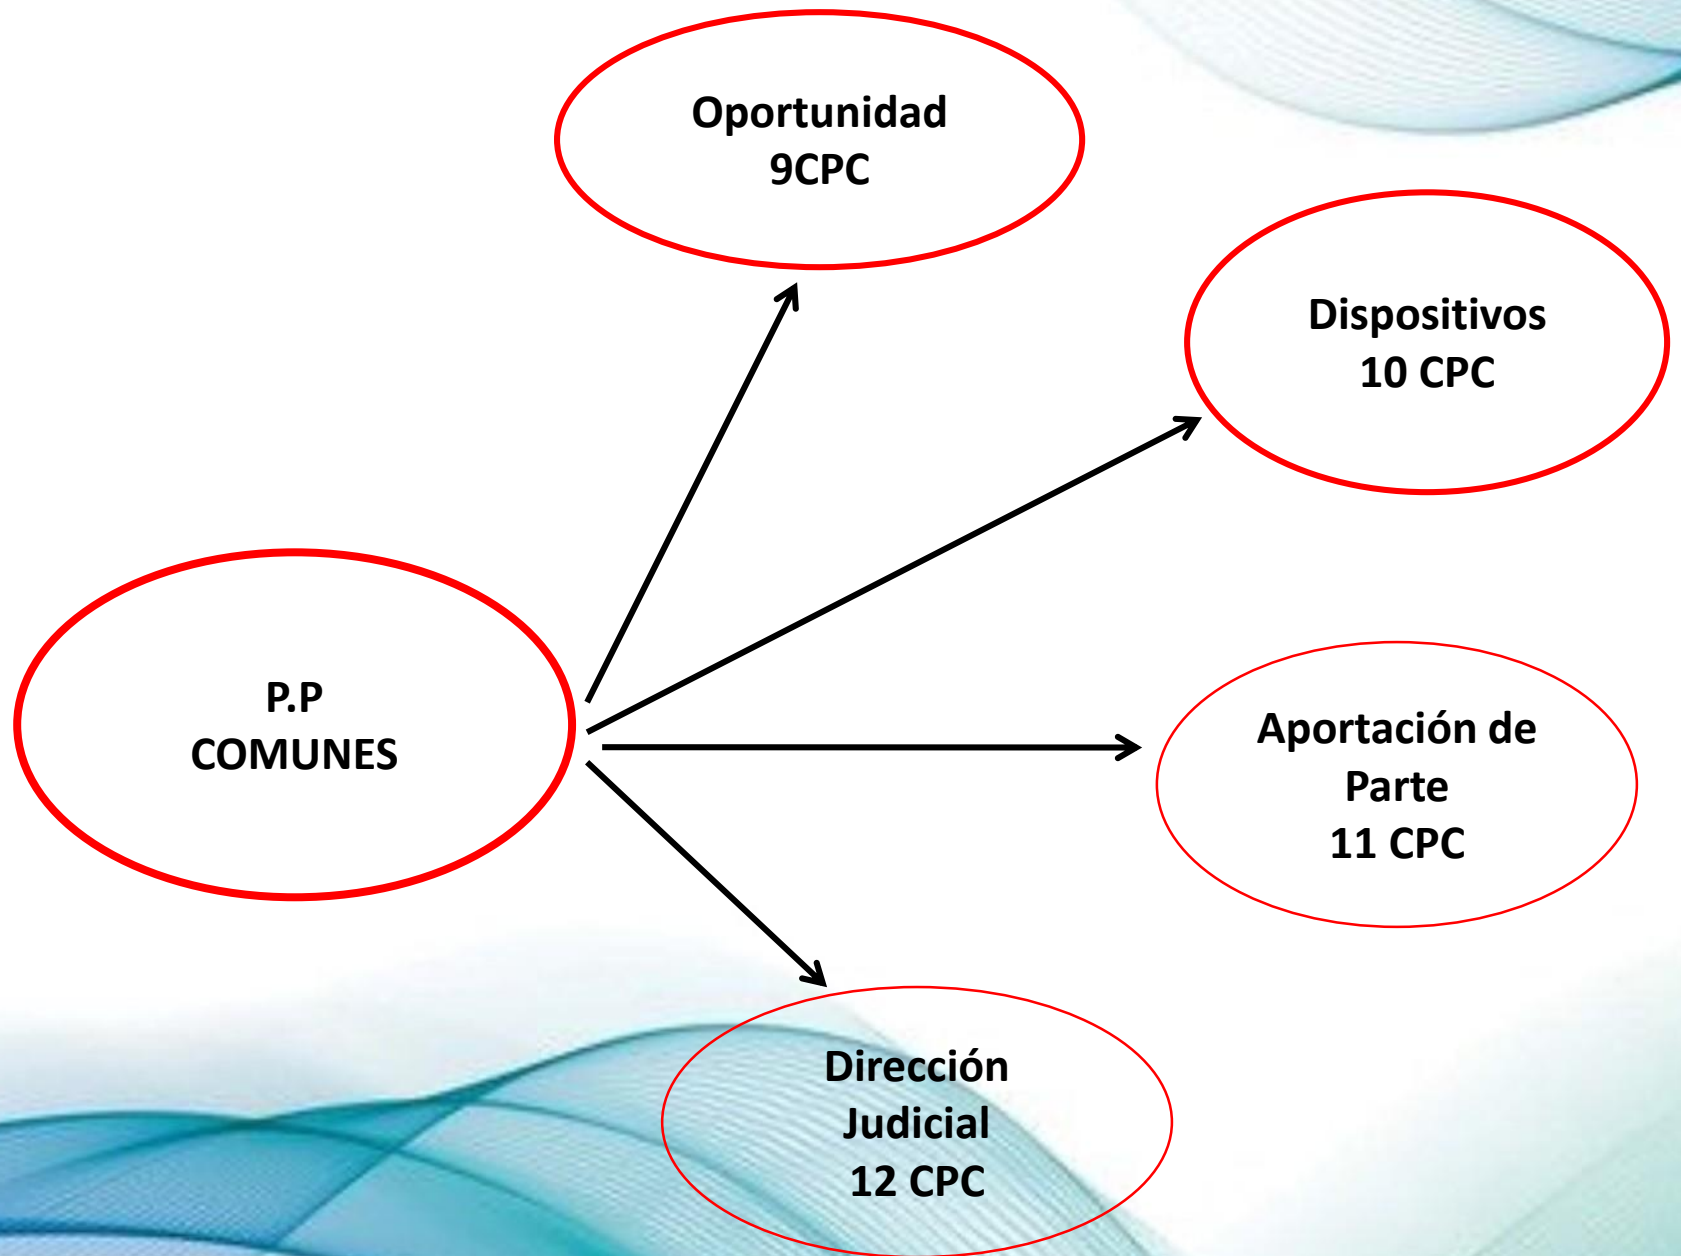 Oportunidad
9CPC
Dispositivos
10 CPC
P.P
COMUNES
Aportación de
Parte
11 CPC
Dirección
Judicial
12 CPC